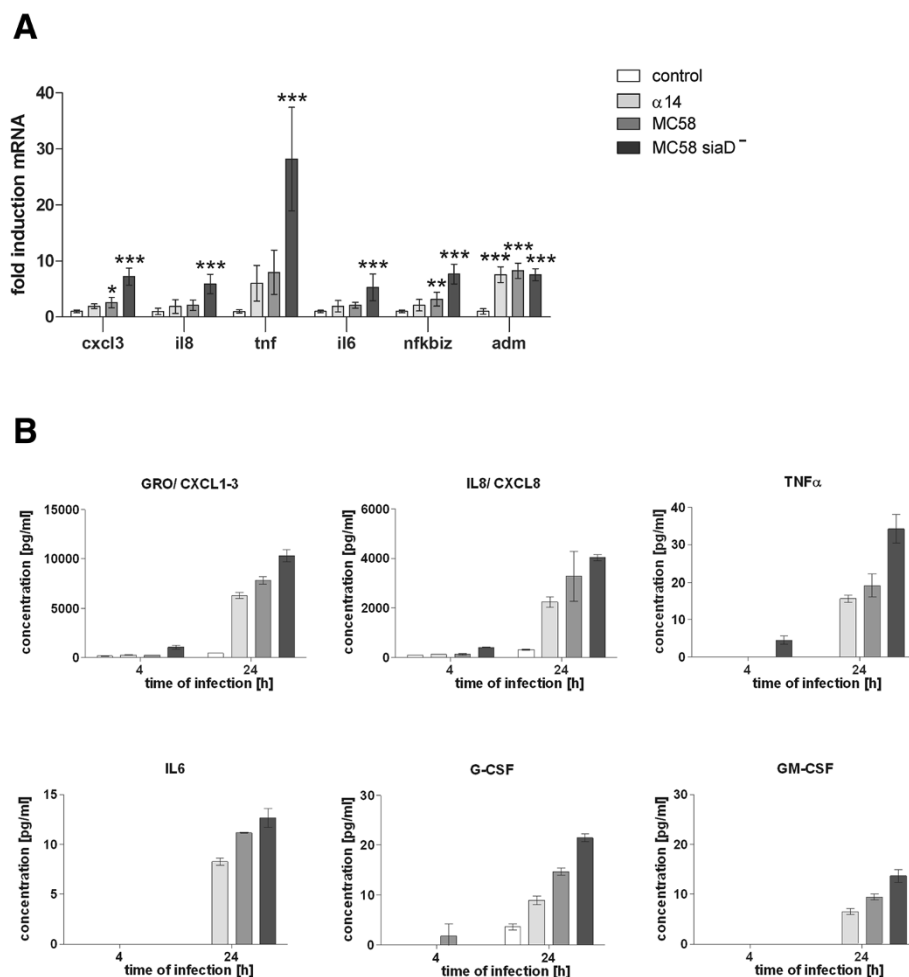 A
control
α14
MC58
MC58 siaD⁻
fold induction mRNA
40
30
20
10
0
*
***
***
***
***
**
***
***
***
***
cxcl3
il8
tnf
il6
nfkbiz
adm
B
GRO/ CXCL1-3
concentration [pg/ml]
15000
10000
5000
0
4
24
time of infection [h]
IL8/ CXCL8
concentration [pg/ml]
6000
4000
2000
0
4
24
time of infection [h]
TNFα
concentration [pg/ml]
40
30
20
10
0
4
24
time of infection [h]
IL6
concentration [pg/ml]
15
10
5
0
4
24
time of infection [h]
G-CSF
concentration [pg/ml]
30
20
10
0
4
24
time of infection [h]
GM-CSF
concentration [pg/ml]
30
20
10
0
4
24
time of infection [h]